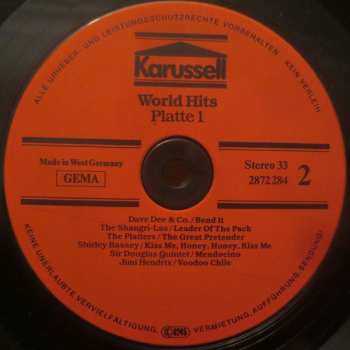 ALLE URHEBER- UND LEISTUNGSSCHUTZRECHTE VORBEHALTEN
KEIN VERLEIH!
Karussell
World Hits
Platte 1
Made in West Germany
GEMA
Stereo 33
2872 284
2
Dave Dee & Co./Bend It
The Shangri-Las/Leader Of The Pack
The Platters/The Great Pretender
Shirley Bassey/Kiss Me, Honey, Honey, Kiss Me
Sir Douglas Quintet/Mendocino
Jimi Hendrix/Voodoo Chile
KEINE UNERLAUBTE VERVIELFÄLTIGUNG, VERMIETUNG, AUFFÜHRUNG, SENDUNG!